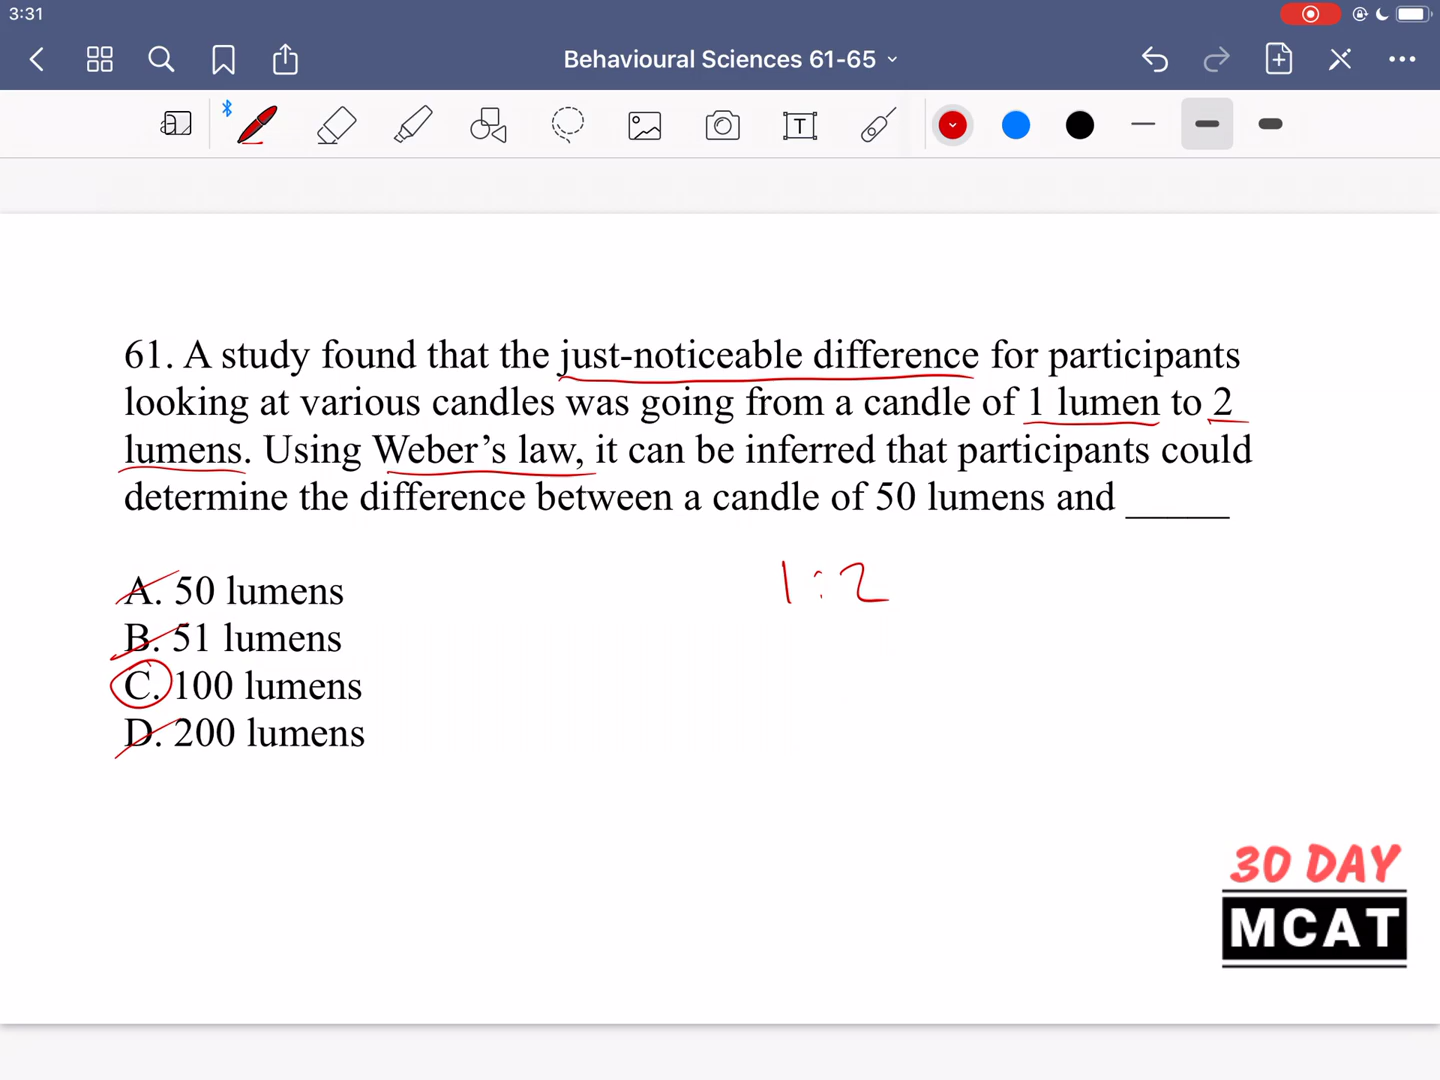 3:31
Behavioural Sciences 61-65
T
61. A study found that the just-noticeable difference for participants
looking at various candles was going from a candle of 1 lumen to 2
lumens. Using Weber’s law, it can be inferred that participants could
determine the difference between a candle of 50 lumens and _____
1:2
A. 50 lumens
B. 51 lumens
C. 100 lumens
D. 200 lumens
30 DAY
MCAT